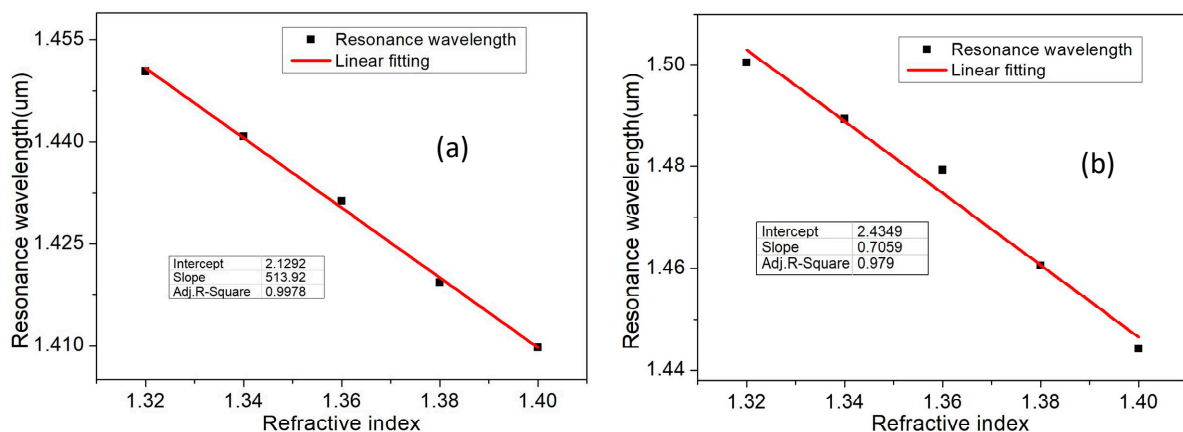 1.455
1.440
1.425
1.410
Resonance wavelength(um)
Resonance wavelength
Linear fitting
(a)
Intercept 2.1292
Slope 513.92
Adj.R-Square 0.9978
1.32 1.34 1.36 1.38 1.40
Refractive index
1.50
1.48
1.46
1.44
Resonance wavelength(um)
Resonance wavelength
Linear fitting
(b)
Intercept 2.4349
Slope 0.7059
Adj.R-Square 0.979
1.32 1.34 1.36 1.38 1.40
Refractive index